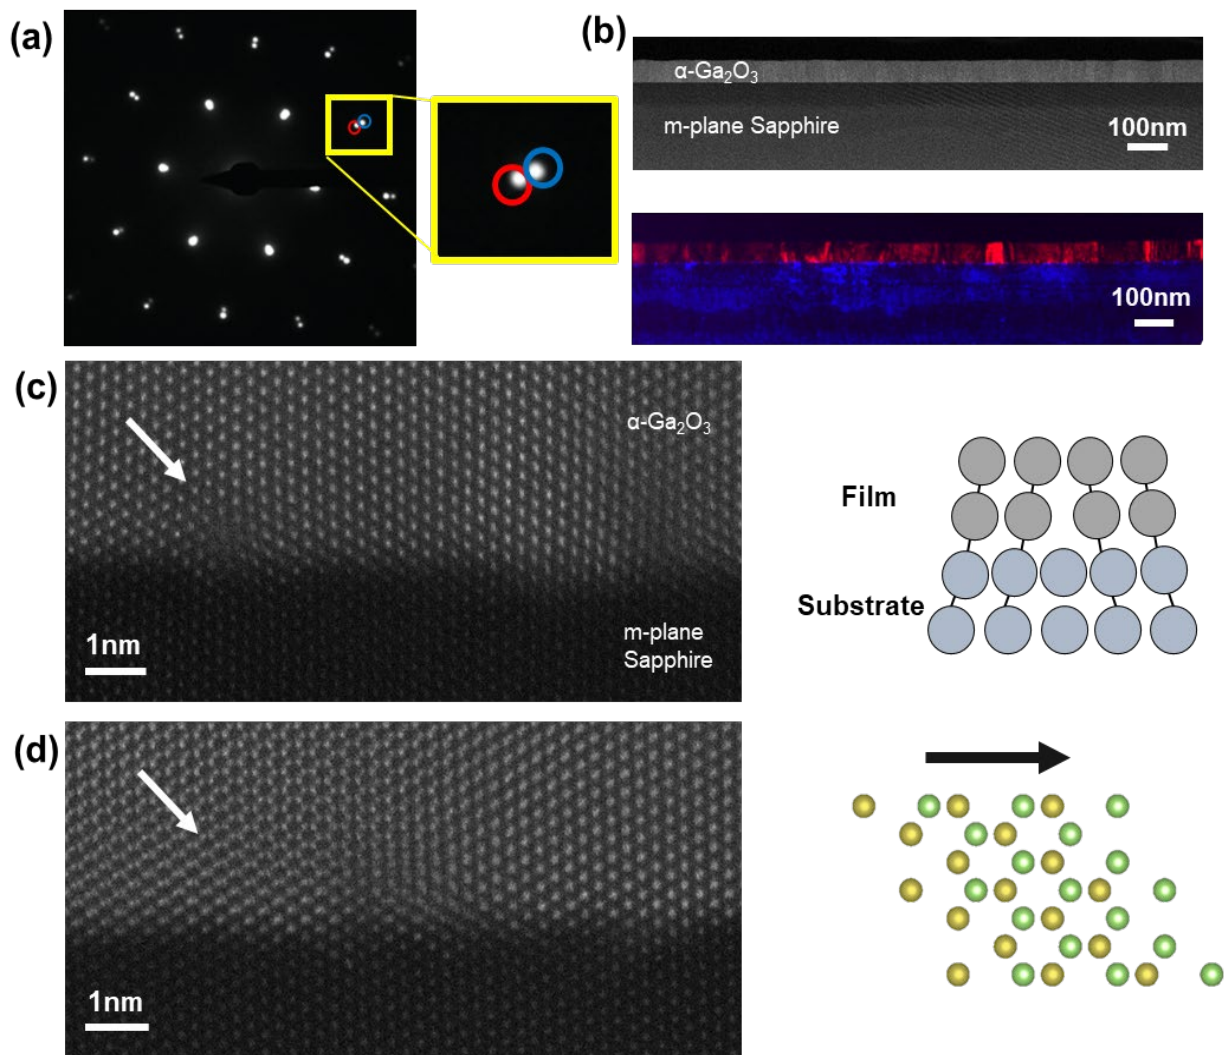 (a)
(b)
α-Ga₂O₃
m-plane Sapphire
100nm
100nm
(c)
α-Ga₂O₃
1nm
m-plane
Sapphire
Film
Substrate
(d)
1nm